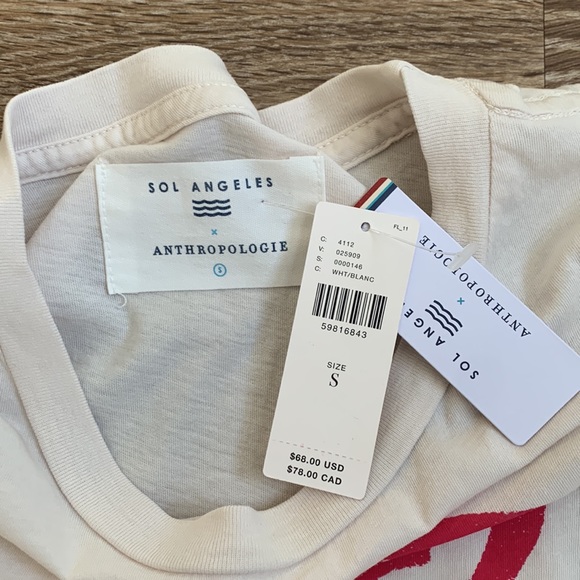 SOL ANGELES
×
ANTHROPOLOGIE
S
FL_11
C: 4112
V: 025909
S: 0000146
C: WHT/BLANC
59816843
SIZE
S
$68.00 USD
$78.00 CAD
SOL ANGE
×
ANTHROPOLOGIE